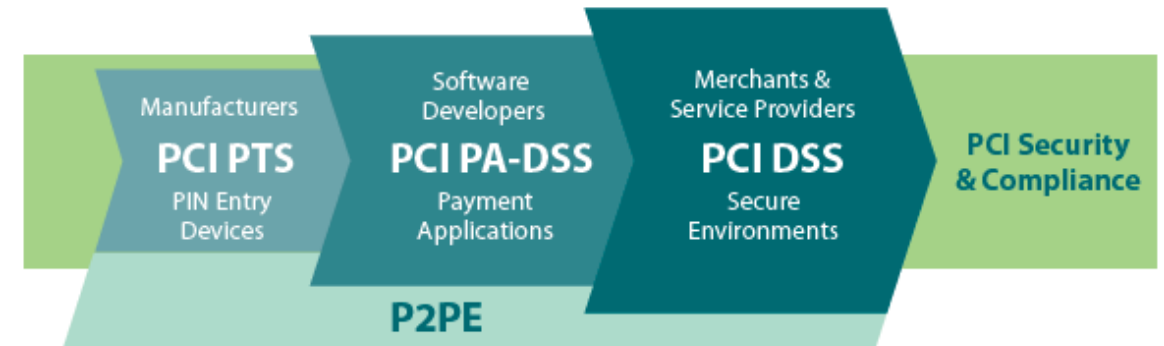 Manufacturers
PCI PTS
PIN Entry
Devices
Software
Developers
PCI PA-DSS
Payment
Applications
Merchants &
Service Providers
PCI DSS
Secure
Environments
PCI Security
& Compliance
P2PE